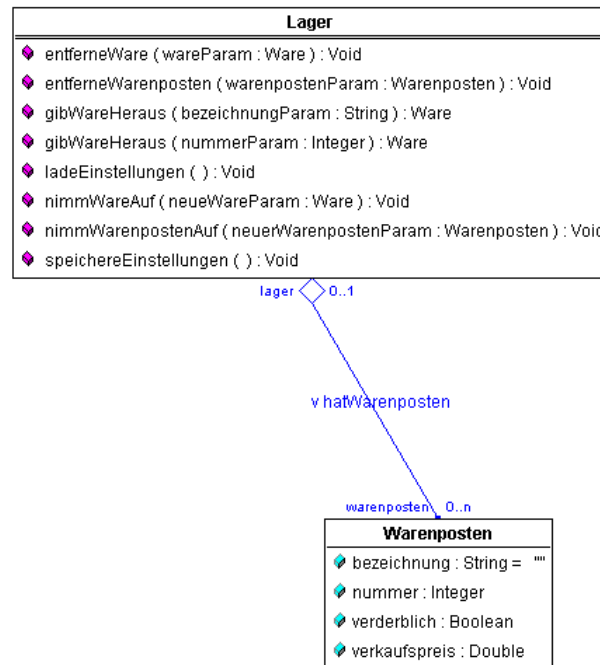 Lager
entferneWare ( wareParam : Ware ) : Void
entferneWarenposten ( warenpostenParam : Warenposten ) : Void
gibWareHeraus ( bezeichnungParam : String ) : Ware
gibWareHeraus ( nummerParam : Integer ) : Ware
ladeEinstellungen ( ) : Void
nimmWareAuf ( neueWareParam : Ware ) : Void
nimmWarenpostenAuf ( neuerWarenpostenParam : Warenposten ) : Void
speichereEinstellungen ( ) : Void
lager 0..1
v hatWarenposten
warenposten 0..n
Warenposten
bezeichnung : String = ""
nummer : Integer
verderblich : Boolean
verkaufspreis : Double